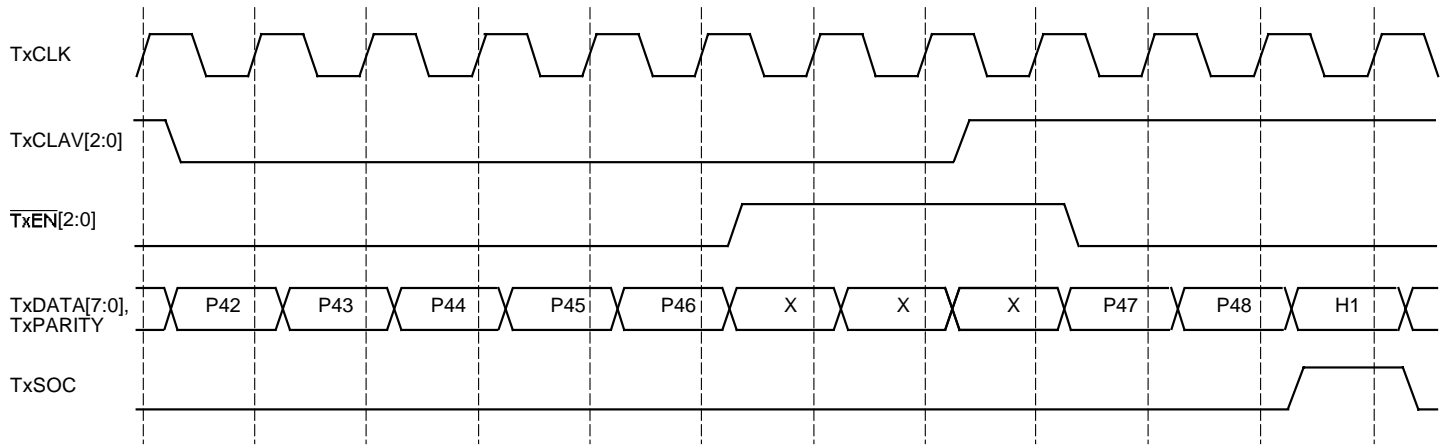 TxCLK
TxCLAV[2:0]
TxEN[2:0]
TxDATA[7:0],
TxPARITY
P42 P43 P44 P45 P46 X X X P47 P48 H1
TxSOC